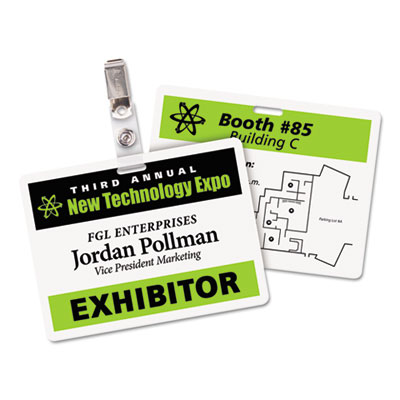 THIRD ANNUAL
New Technology Expo
FGL ENTERPRISES
Jordan Pollman
Vice President Marketing
EXHIBITOR
Booth #85
Building C